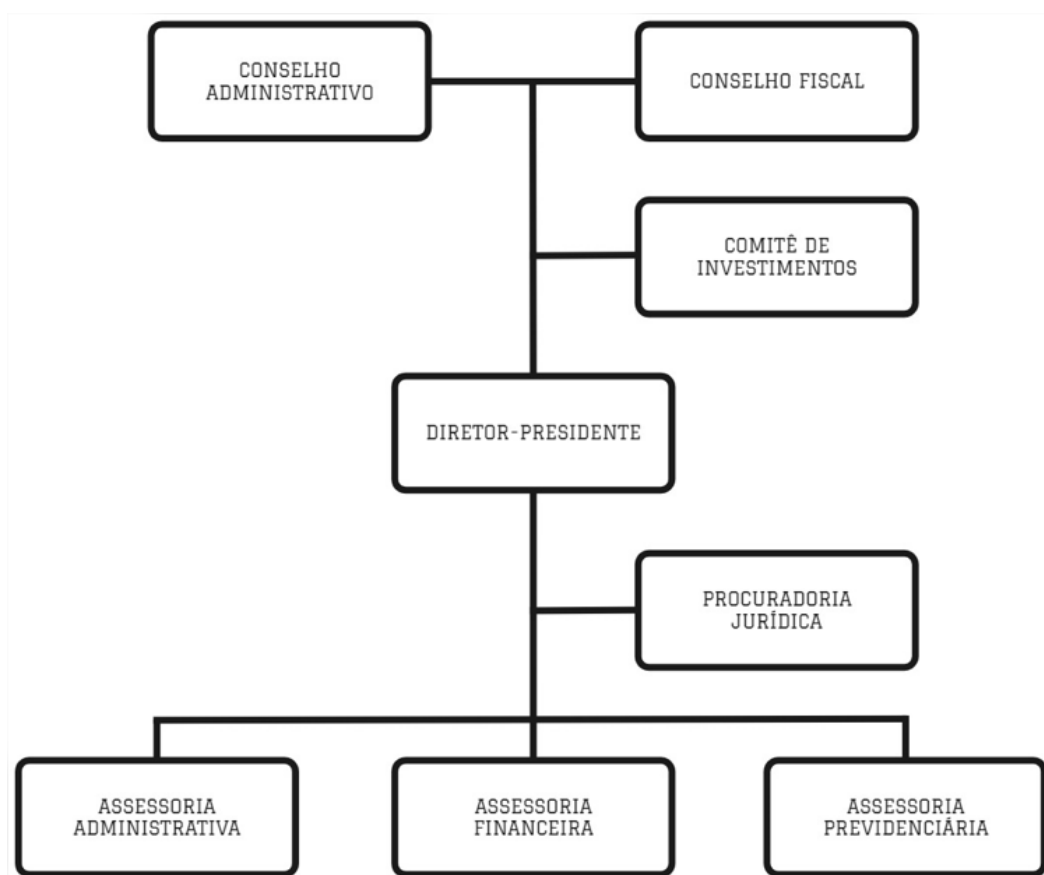 CONSELHO
ADMINISTRATIVO
CONSELHO FISCAL
COMITÊ DE
INVESTIMENTOS
DIRETOR-PRESIDENTE
PROCURADORIA
JURÍDICA
ASSESSORIA
ADMINISTRATIVA
ASSESSORIA
FINANCEIRA
ASSESSORIA
PREVIDENCIÁRIA